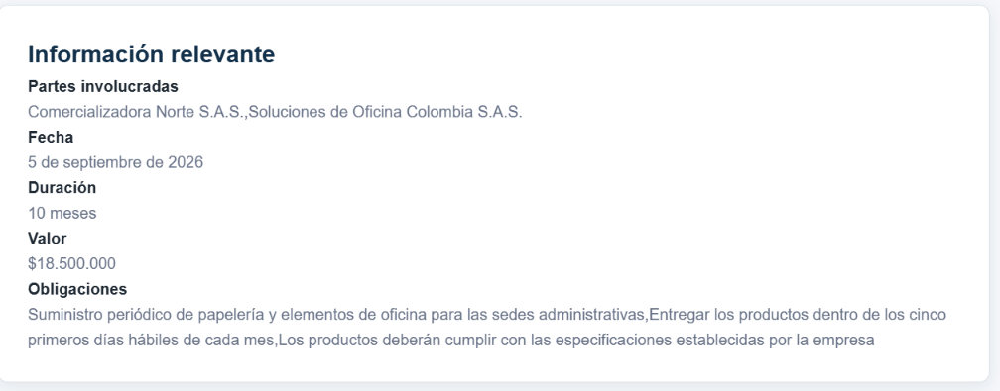 Información relevante
Partes involucradas
Comercializadora Norte S.A.S.,Soluciones de Oficina Colombia S.A.S.
Fecha
5 de septiembre de 2026
Duración
10 meses
Valor
$18.500.000
Obligaciones
Suministro periódico de papelería y elementos de oficina para las sedes administrativas,Entregar los productos dentro de los cinco
primeros días hábiles de cada mes,Los productos deberán cumplir con las especificaciones establecidas por la empresa